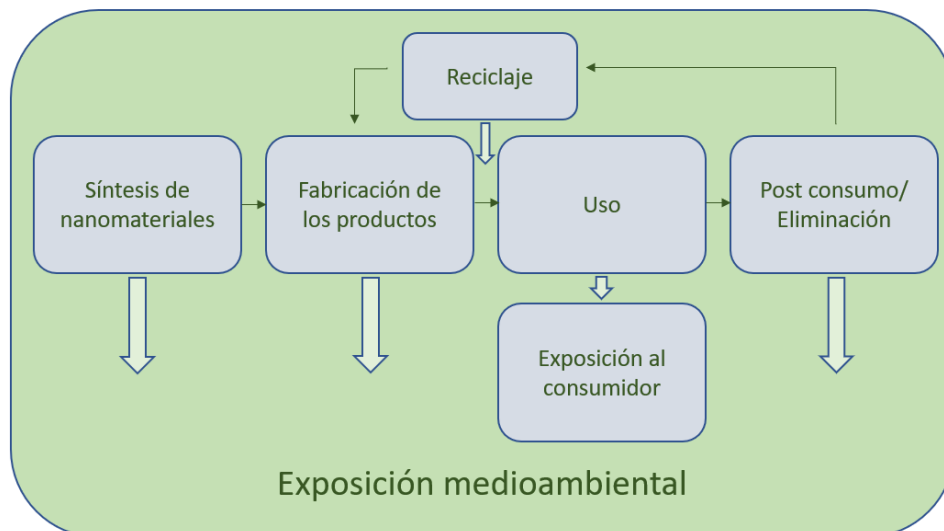 Reciclaje
Síntesis de
nanomateriales
Fabricación de
los productos
Uso
Post consumo/
Eliminación
Exposición al
consumidor
Exposición medioambiental